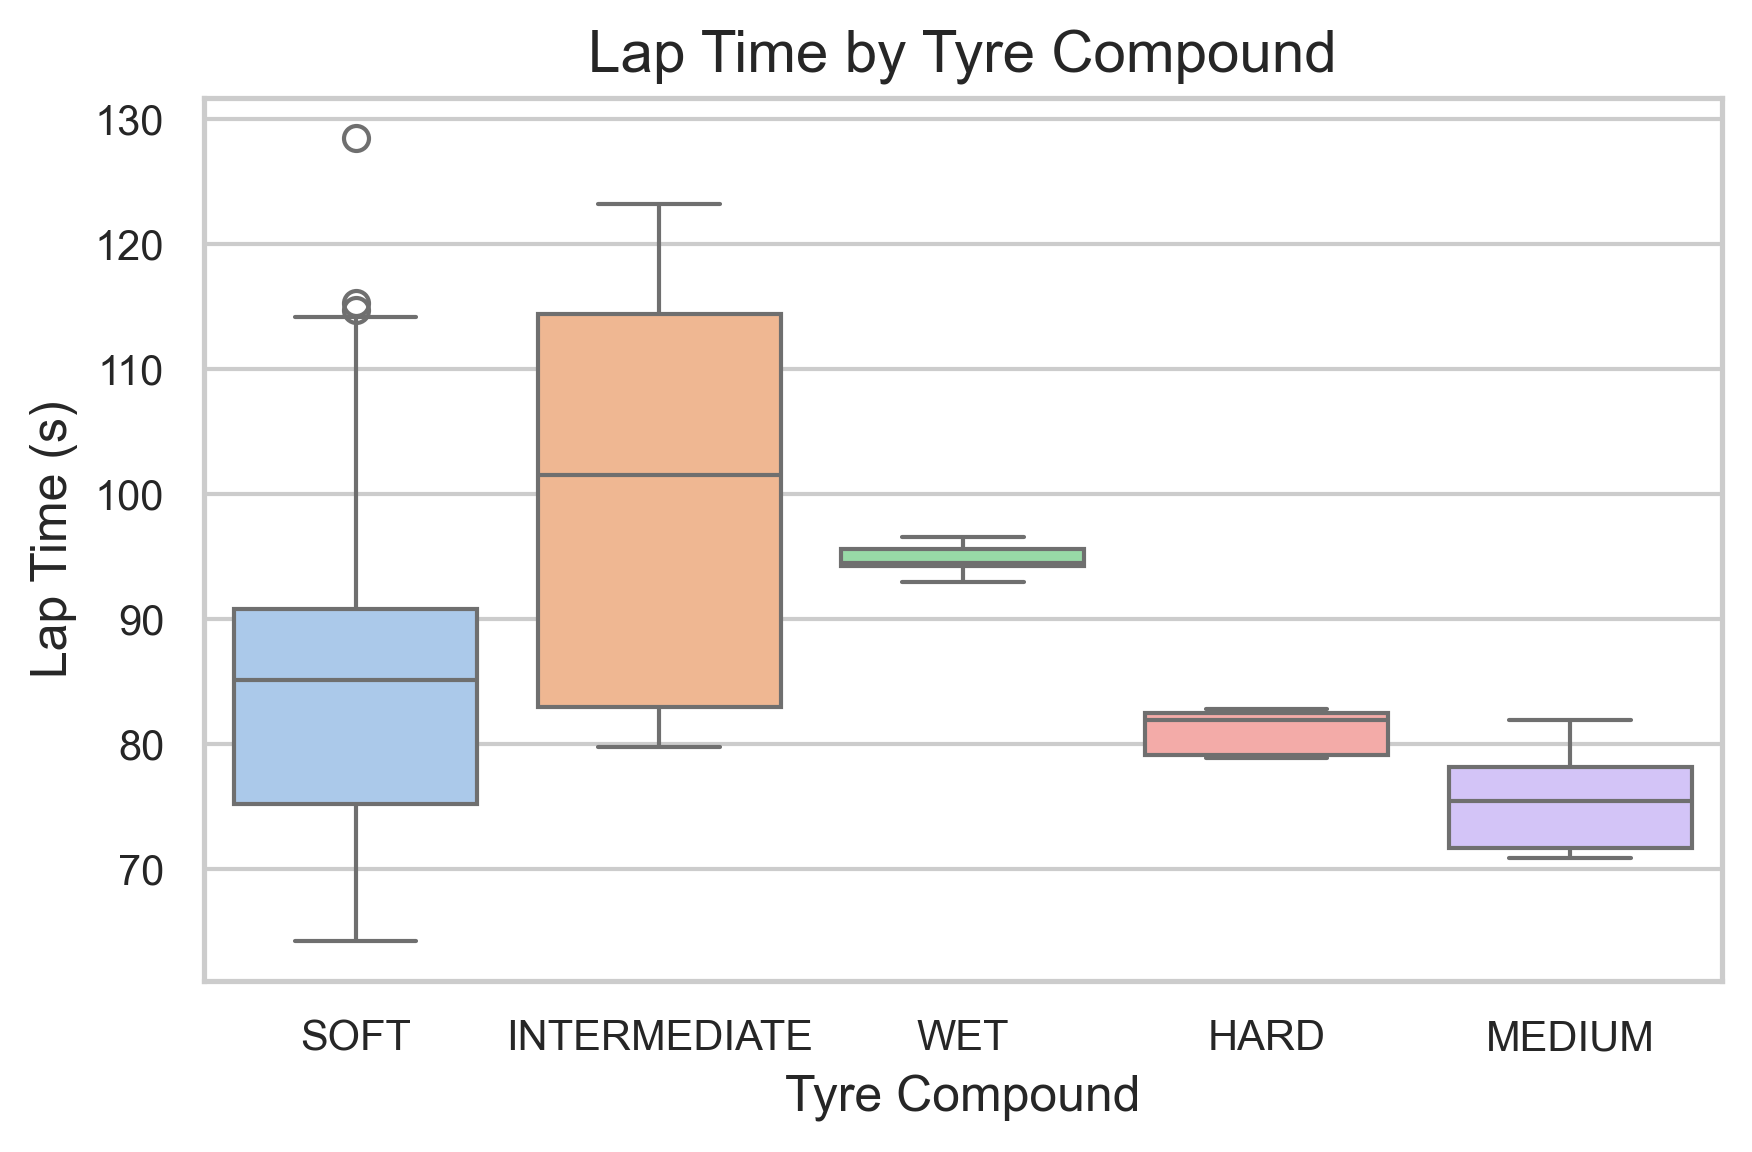 Lap Time by Tyre Compound
Lap Time (s)
130
120
110
100
90
80
70
SOFT INTERMEDIATE WET HARD MEDIUM
Tyre Compound